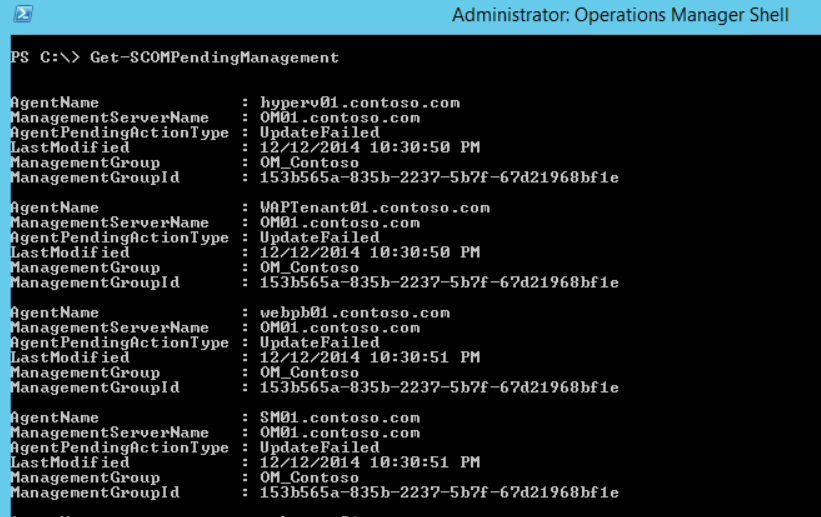 Administrator: Operations Manager Shell
PS C:\> Get-SCOMPendingManagement
AgentName : hyperv01.contoso.com
ManagementServerName : OM01.contoso.com
AgentPendingActionType : UpdateFailed
LastModified : 12/12/2014 10:30:50 PM
ManagementGroup : OM_Contoso
ManagementGroupId : 153b565a-835b-2237-5b7f-67d21968bf1e
AgentName : WAPTenant01.contoso.com
ManagementServerName : OM01.contoso.com
AgentPendingActionType : UpdateFailed
LastModified : 12/12/2014 10:30:50 PM
ManagementGroup : OM_Contoso
ManagementGroupId : 153b565a-835b-2237-5b7f-67d21968bf1e
AgentName : webpb01.contoso.com
ManagementServerName : OM01.contoso.com
AgentPendingActionType : UpdateFailed
LastModified : 12/12/2014 10:30:51 PM
ManagementGroup : OM_Contoso
ManagementGroupId : 153b565a-835b-2237-5b7f-67d21968bf1e
AgentName : SM01.contoso.com
ManagementServerName : OM01.contoso.com
AgentPendingActionType : UpdateFailed
LastModified : 12/12/2014 10:30:51 PM
ManagementGroup : OM_Contoso
ManagementGroupId : 153b565a-835b-2237-5b7f-67d21968bf1e